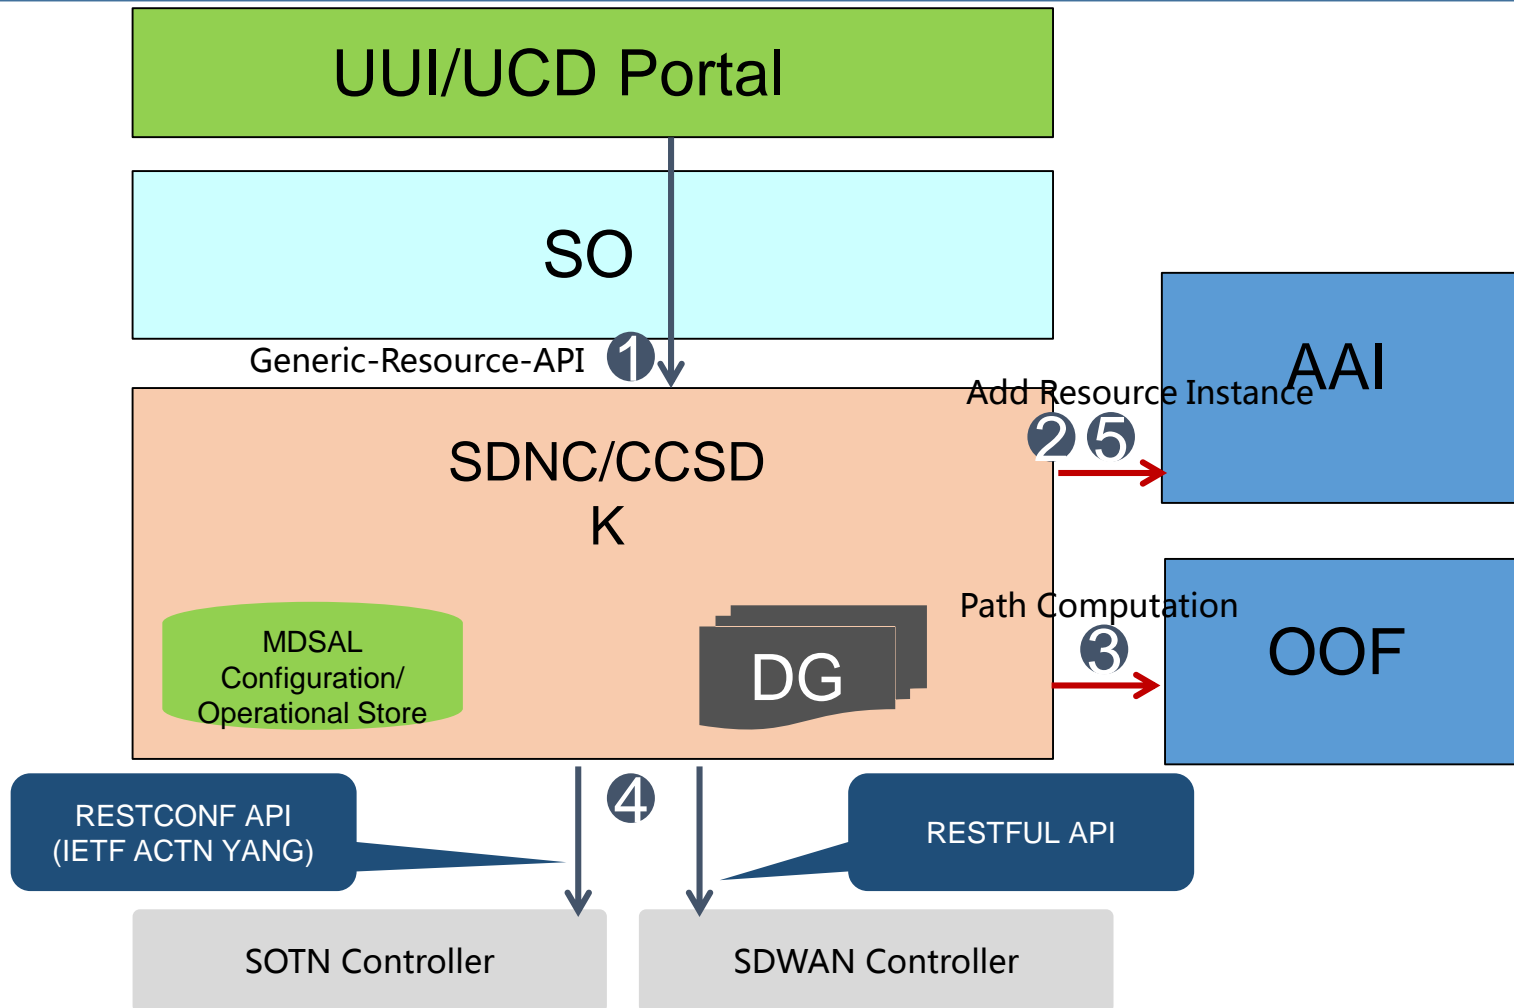 UUI/UCD Portal
SO
Generic-Resource-API
1
AAI
Add Resource Instance
2 5
SDNC/CCSD
K
Path Computation
3
OOF
MDSAL
Configuration/
Operational Store
DG
4
RESTCONF API
(IETF ACTN YANG)
RESTFUL API
SOTN Controller
SDWAN Controller